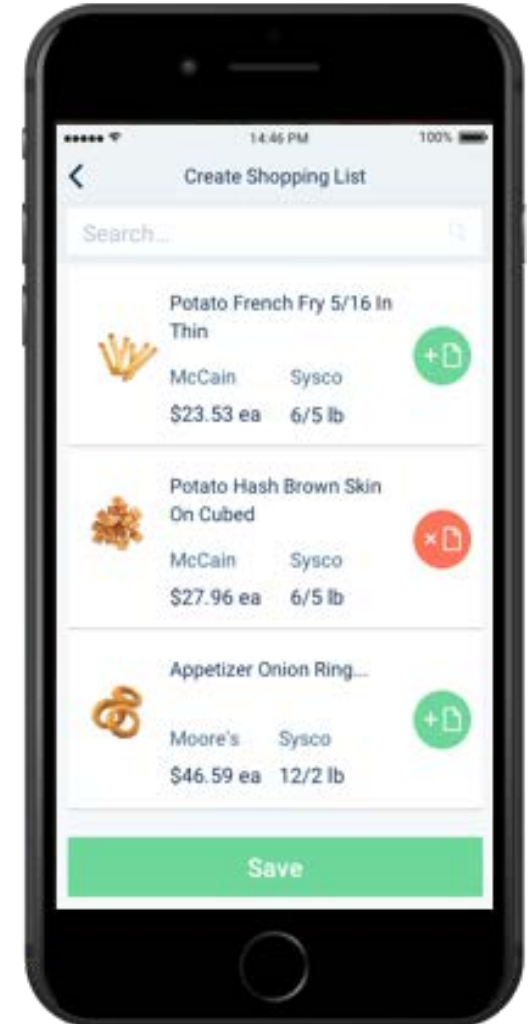 14:46 PM 100%
Create Shopping List
Search...
Potato French Fry 5/16 In
Thin
McCain Sysco
$23.53 ea 6/5 lb
Potato Hash Brown Skin
On Cubed
McCain Sysco
$27.96 ea 6/5 lb
Appetizer Onion Ring...
Moore's Sysco
$46.59 ea 12/2 lb
Save